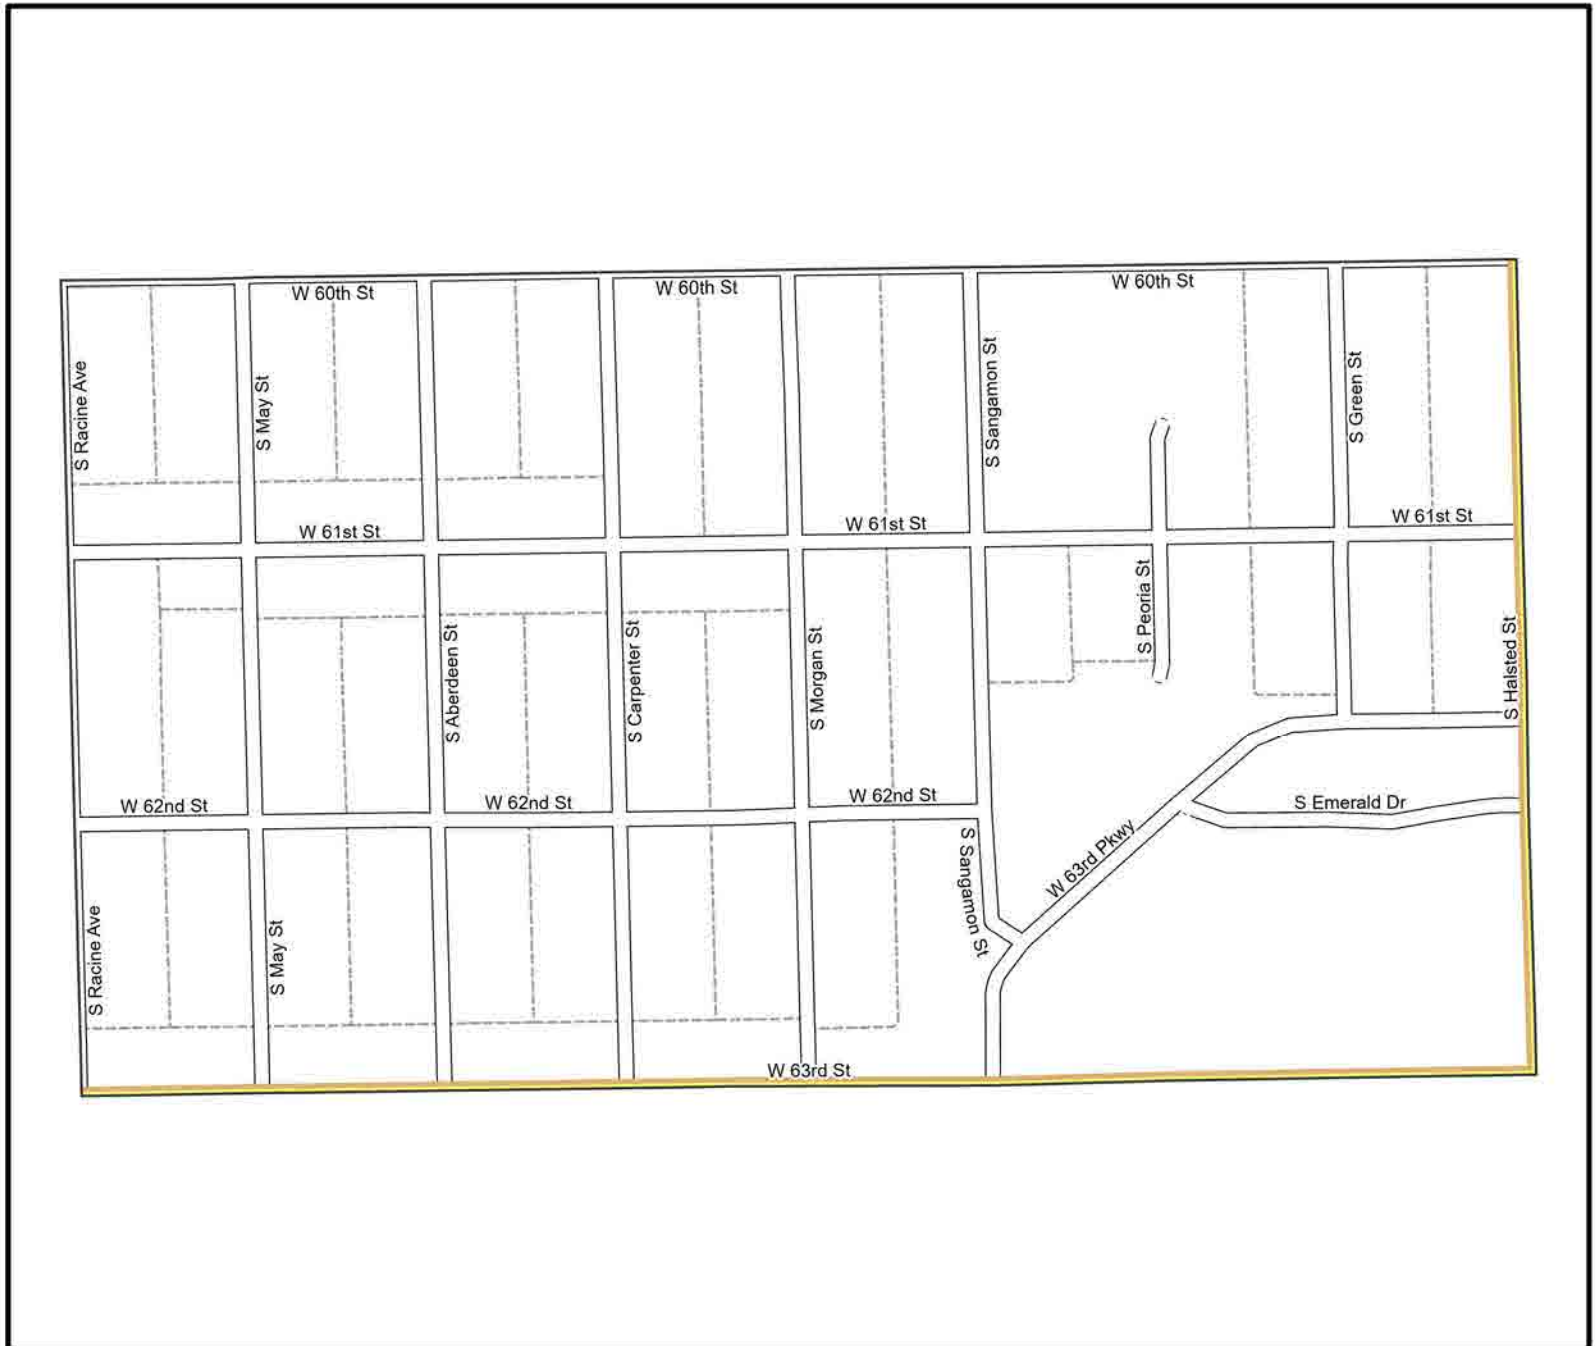 W 60th St
W 60th St
W 60th St
S Racine Ave
S May St
S Sangamon St
S Green St
W 61st St
W 61st St
W 61st St
S Aberdeen St
S Carpenter St
S Morgan St
S Peoria St
S Halsted St
W 62nd St
W 62nd St
W 62nd St
S Emerald Dr
S Racine Ave
S May St
S Sangamon St
W 63rd Pkwy
W 63rd St